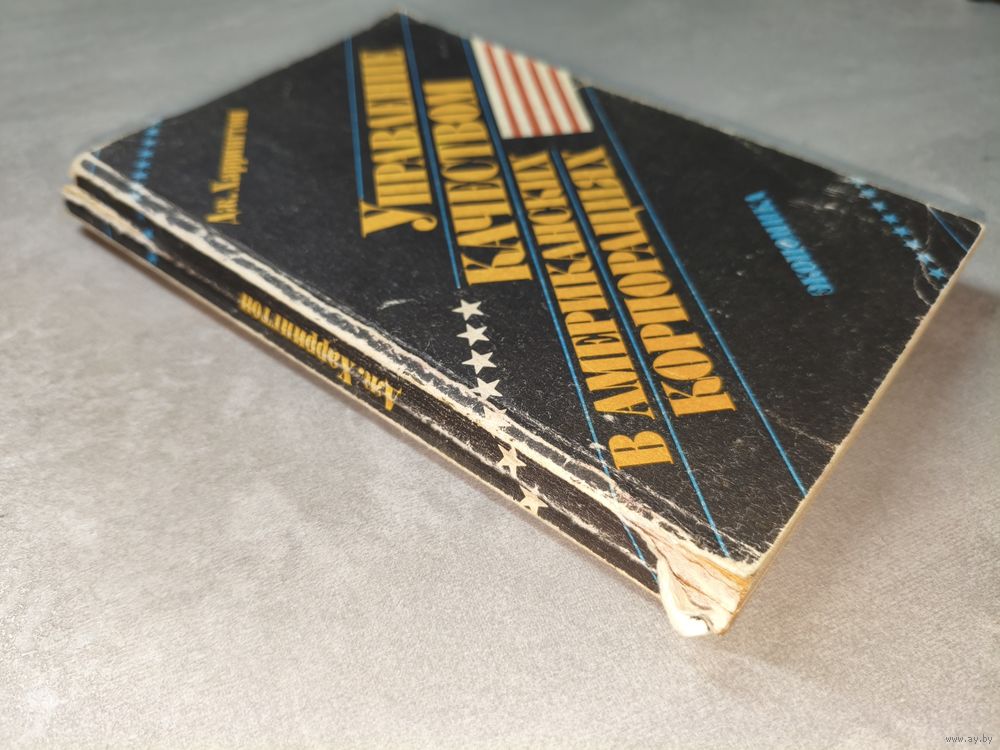 Дж. Харрингтон
УПРАВЛЕНИЕ
КАЧЕСТВОМ
В АМЕРИКАНСКИХ
КОРПОРАЦИЯХ
ЭКОНОМИКА
Дж. Харрингтон
www.ay.by